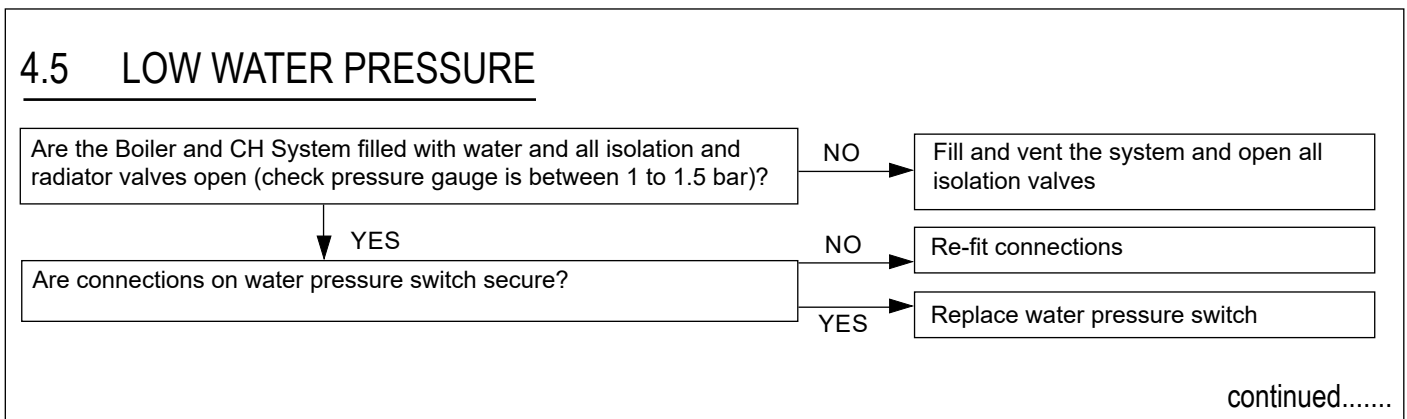 4.5 LOW WATER PRESSURE
Are the Boiler and CH System filled with water and all isolation and
radiator valves open (check pressure gauge is between 1 to 1.5 bar)?
NO
Fill and vent the system and open all
isolation valves
YES
Are connections on water pressure switch secure?
NO
Re-fit connections
YES
Replace water pressure switch
continued.......